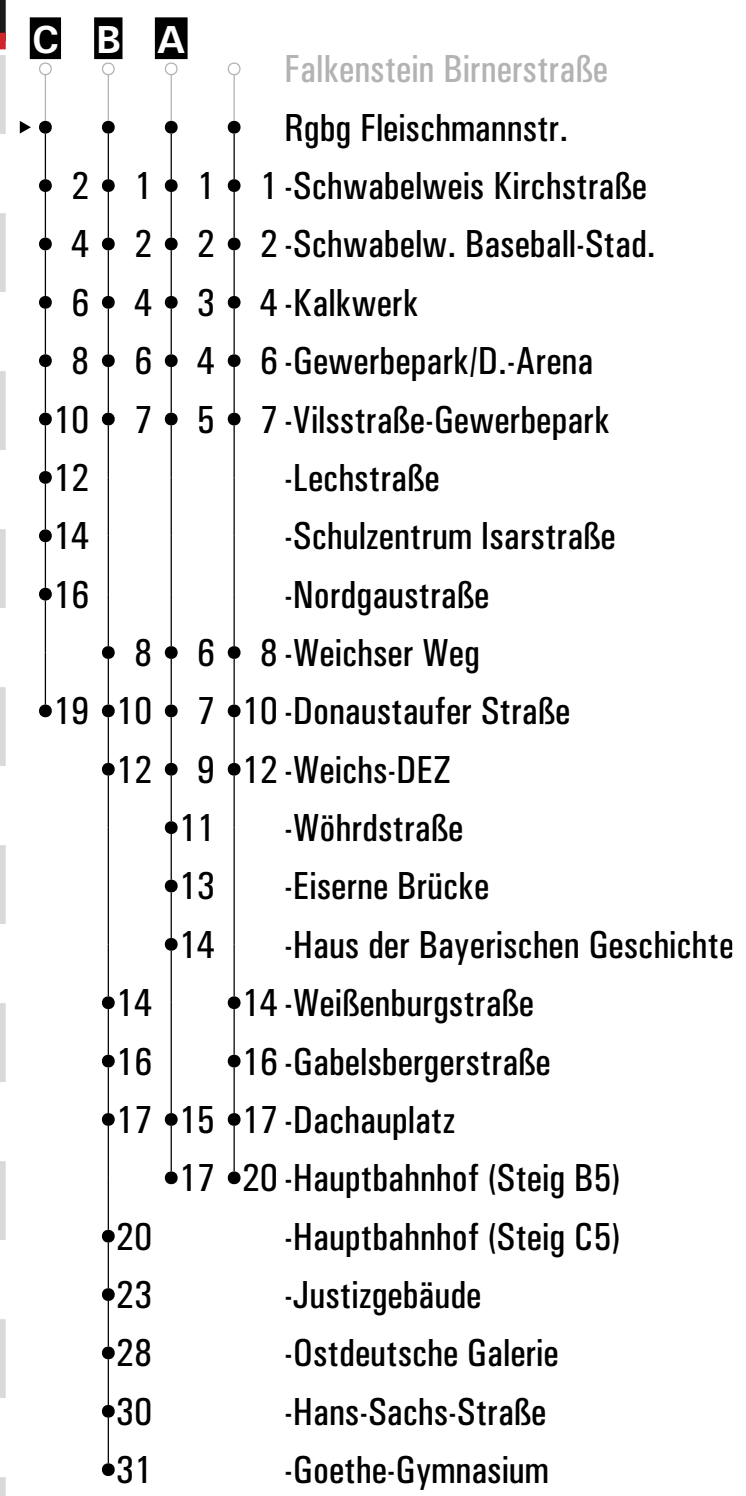 C B A
Falkenstein Birnerstraße
Rgbg Fleischmannstr.
2 1 1 1 -Schwabelweis Kirchstraße
4 2 2 2 -Schwabelw. Baseball-Stad.
6 4 3 4 -Kalkwerk
8 6 4 6 -Gewerbepark/D.-Arena
10 7 5 7 -Vilsstraße-Gewerbepark
12 -Lechstraße
14 -Schulzentrum Isarstraße
16 -Nordgaustraße
8 6 8 -Weichser Weg
19 10 7 10 -Donaustaufer Straße
12 9 12 -Weichs-DEZ
11 -Wöhrdstraße
13 -Eiserne Brücke
14 -Haus der Bayerischen Geschichte
14 14 -Weißenburgstraße
16 16 -Gabelsbergerstraße
17 15 17 -Dachauplatz
17 20 -Hauptbahnhof (Steig B5)
20 -Hauptbahnhof (Steig C5)
23 -Justizgebäude
28 -Ostdeutsche Galerie
30 -Hans-Sachs-Straße
31 -Goethe-Gymnasium